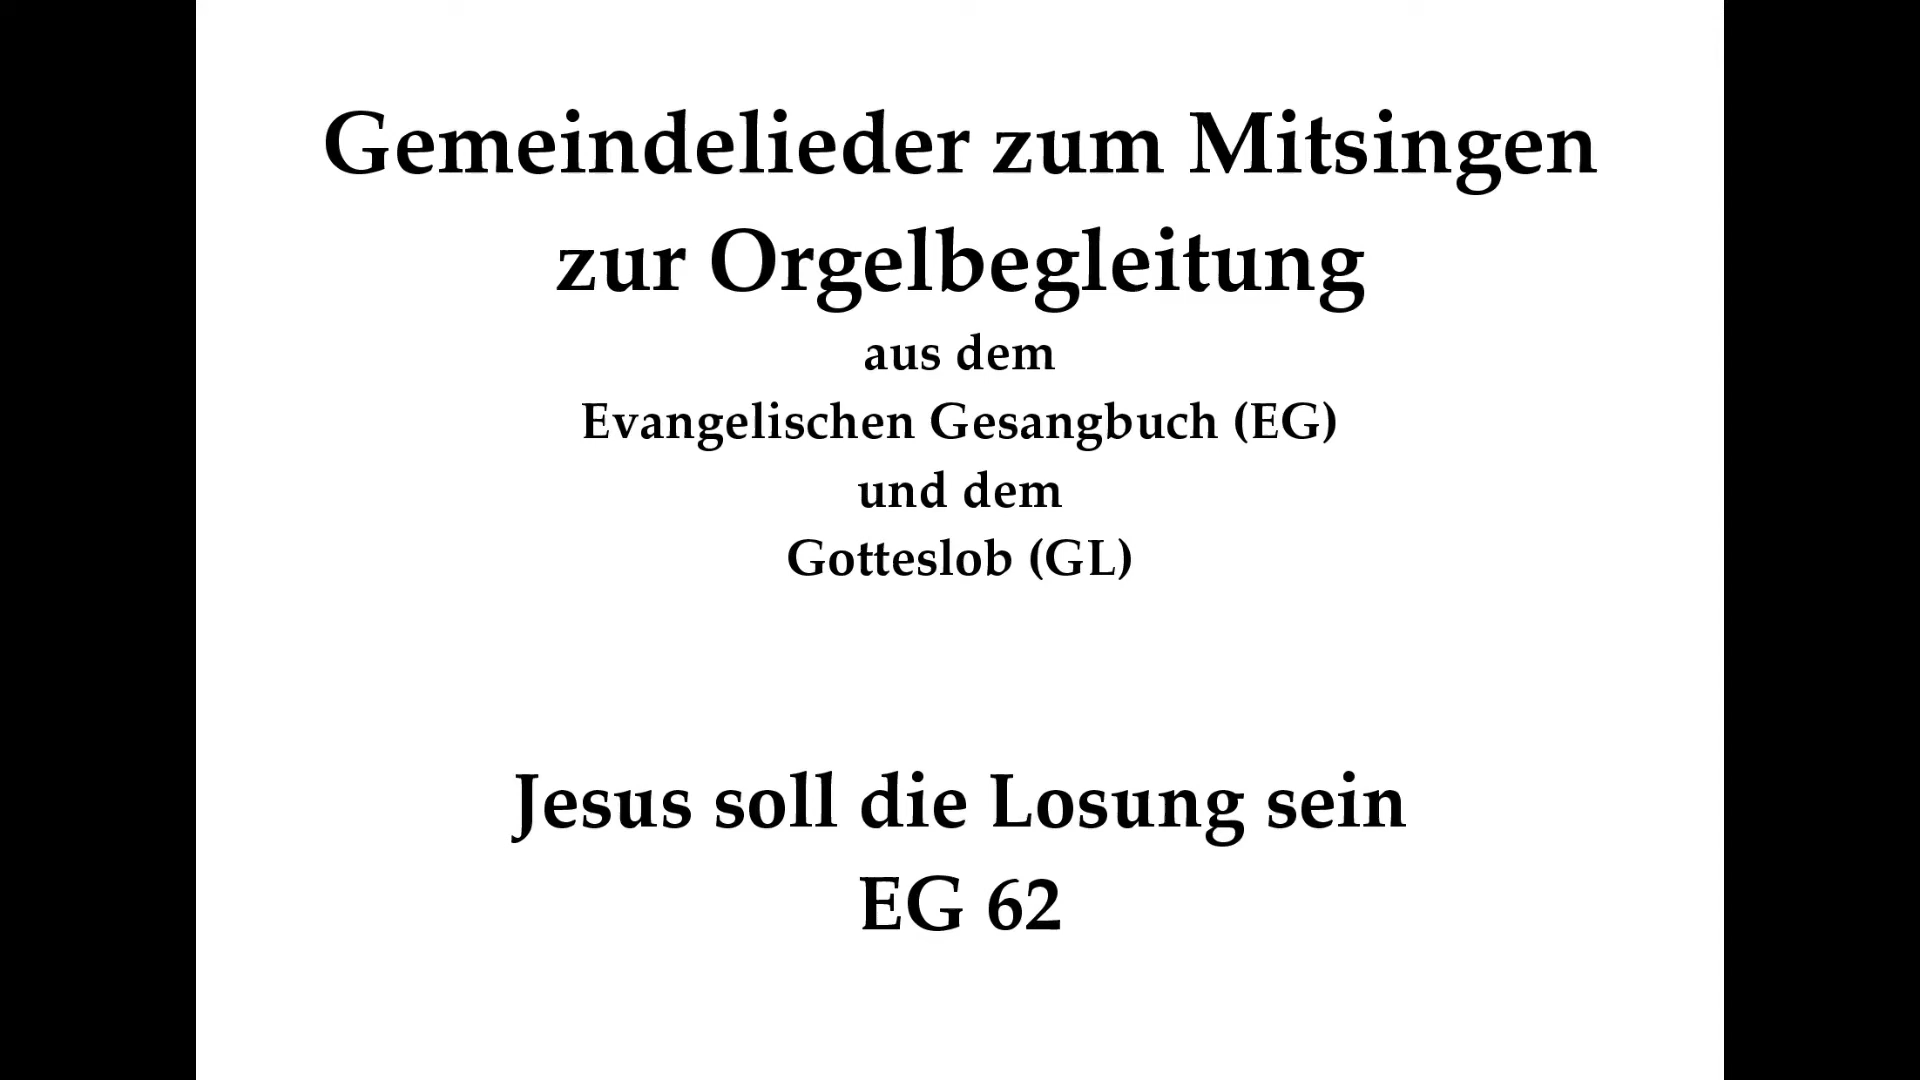 Gemeindelieder zum Mitsingen
zur Orgelbegleitung
aus dem
Evangelischen Gesangbuch (EG)
und dem
Gotteslob (GL)
Jesus soll die Losung sein
EG 62